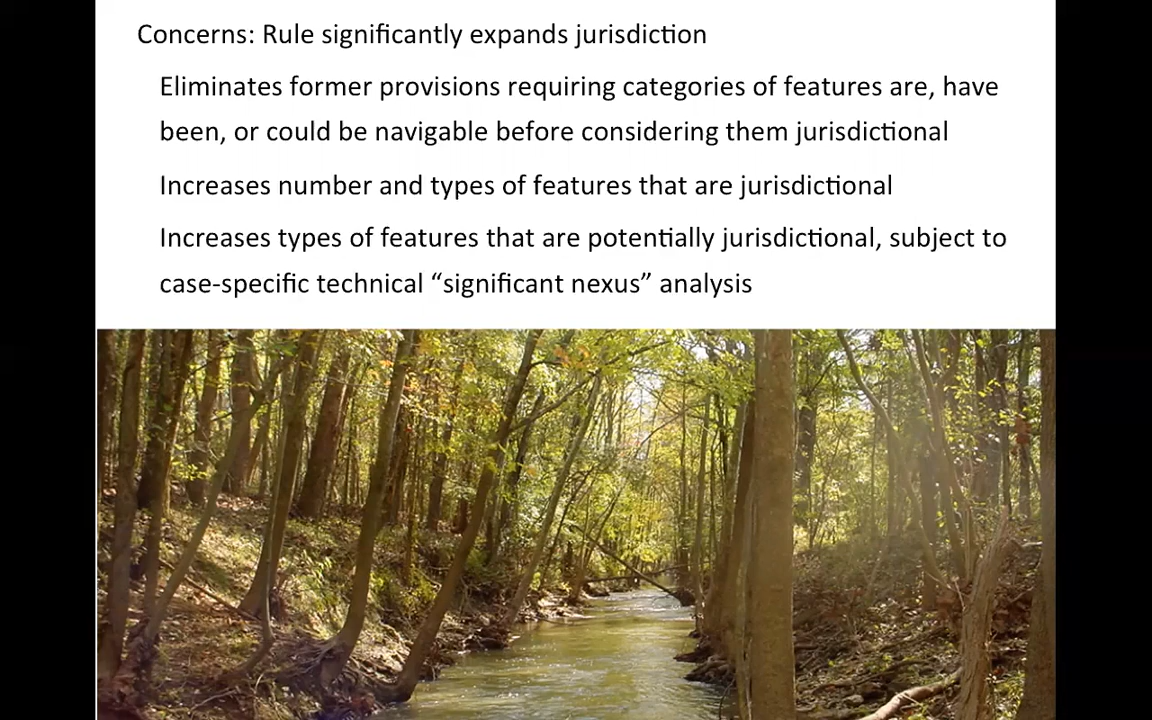 Concerns: Rule significantly expands jurisdiction
Eliminates former provisions requiring categories of features are, have
been, or could be navigable before considering them jurisdictional
Increases number and types of features that are jurisdictional
Increases types of features that are potentially jurisdictional, subject to
case-specific technical “significant nexus” analysis